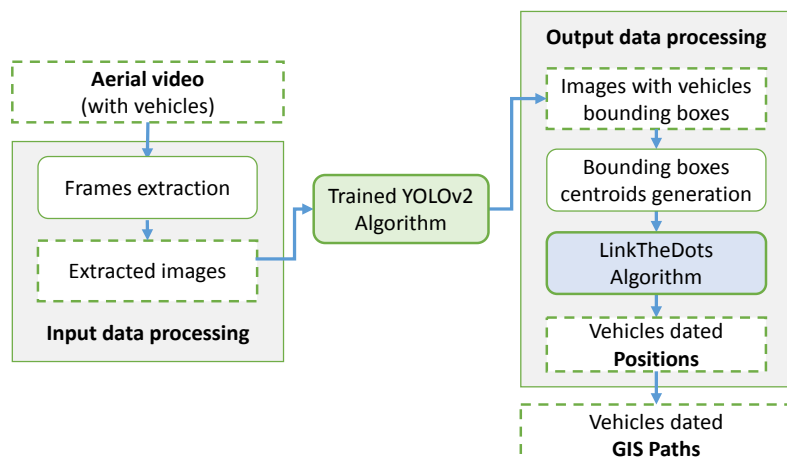 Aerial video
(with vehicles)
Frames extraction
Extracted images
Input data processing
Trained YOLOv2
Algorithm
Output data processing
Images with vehicles
bounding boxes
Bounding boxes
centroids generation
LinkTheDots
Algorithm
Vehicles dated
Positions
Vehicles dated
GIS Paths